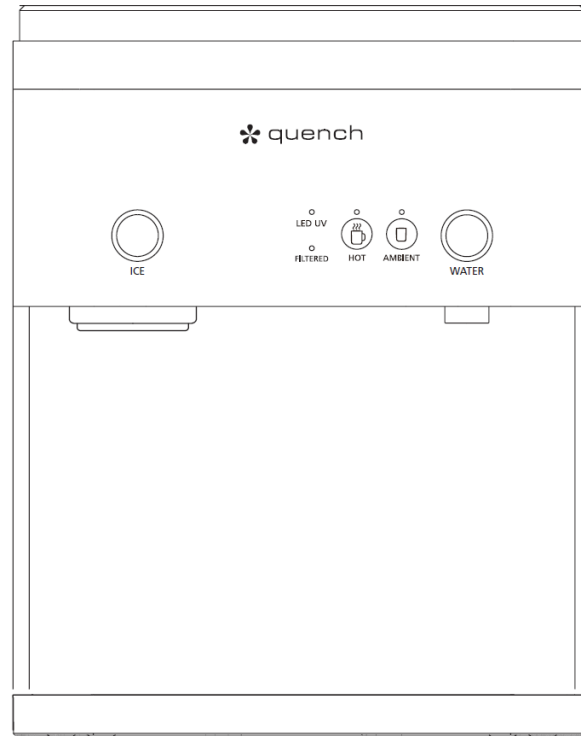 quench
LED UV
FILTERED
HOT
AMBIENT
ICE
WATER